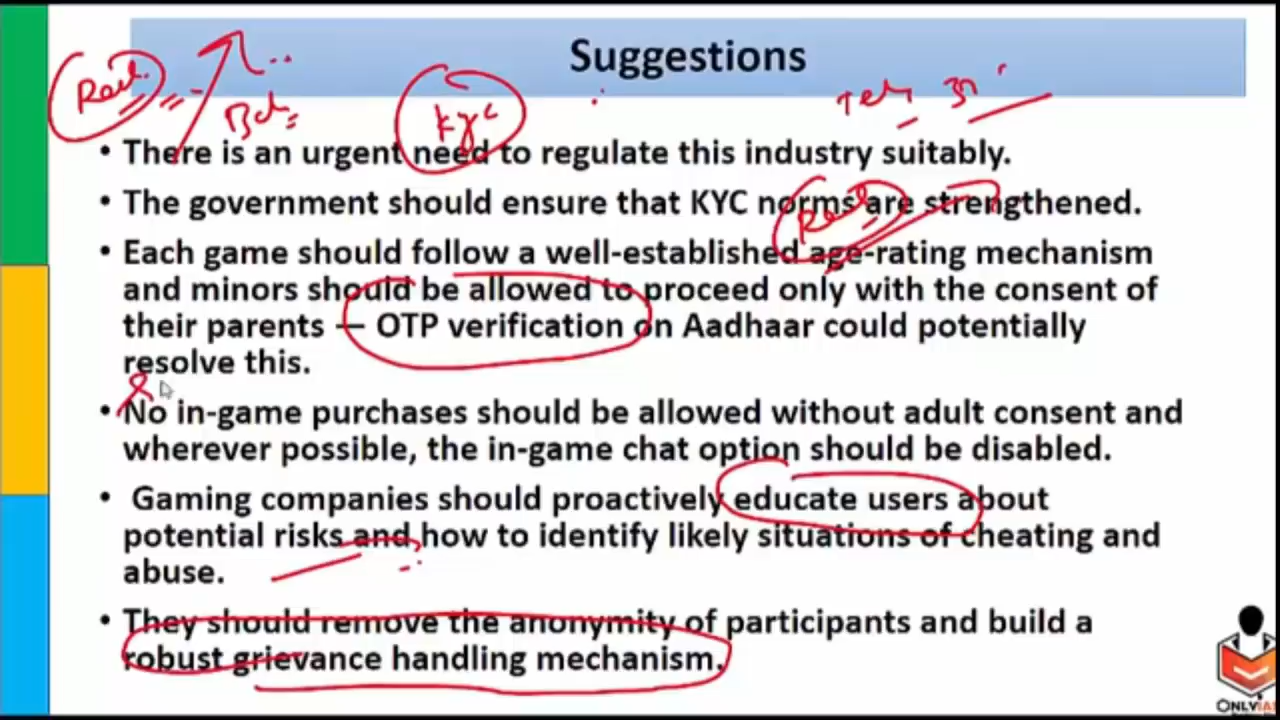 Suggestions
kyc
• There is an urgent need to regulate this industry suitably.
• The government should ensure that KYC norms are strengthened.
• Each game should follow a well-established age-rating mechanism
and minors should be allowed to proceed only with the consent of
their parents — OTP verification on Aadhaar could potentially
resolve this.
• No in-game purchases should be allowed without adult consent and
wherever possible, the in-game chat option should be disabled.
• Gaming companies should proactively educate users about
potential risks and how to identify likely situations of cheating and
abuse.
• They should remove the anonymity of participants and build a
robust grievance handling mechanism.
ONLYIAS